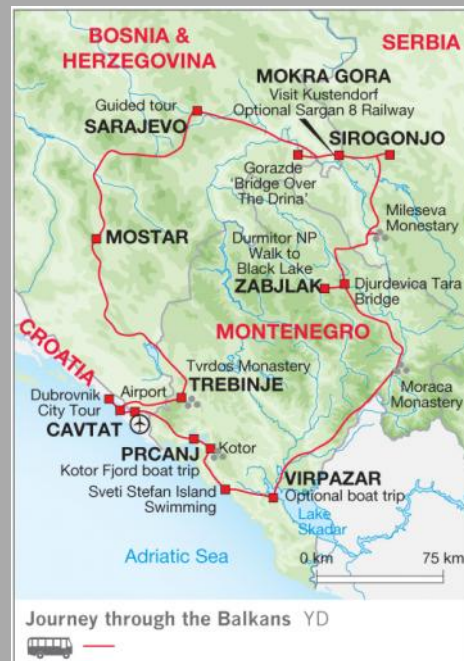 BOSNIA &
HERZEGOVINA
SERBIA
MOKRA GORA
Visit Kustendorf
Optional Sargan 8 Railway
Guided tour
SARAJEVO
SIROGONJO
Gorazde
'Bridge Over
The Drina'
Mileseva
Monestary
MOSTAR
Durmitor NP
Walk to
Black Lake
ZABJLAK
Djurdevica Tara
Bridge
MONTENEGRO
CROATIA
Tvrdos Monastery
TREBINJE
Moraca
Monastery
Airport
Dubrovnik
City Tour
CAVTAT
PRCANJ
Kotor
Kotor Fjord boat trip
VIRPAZAR
Optional boat trip
Sveti Stefan Island
Swimming
Lake
Skadar
Adriatic Sea
0 km 75 km
Journey through the Balkans YD